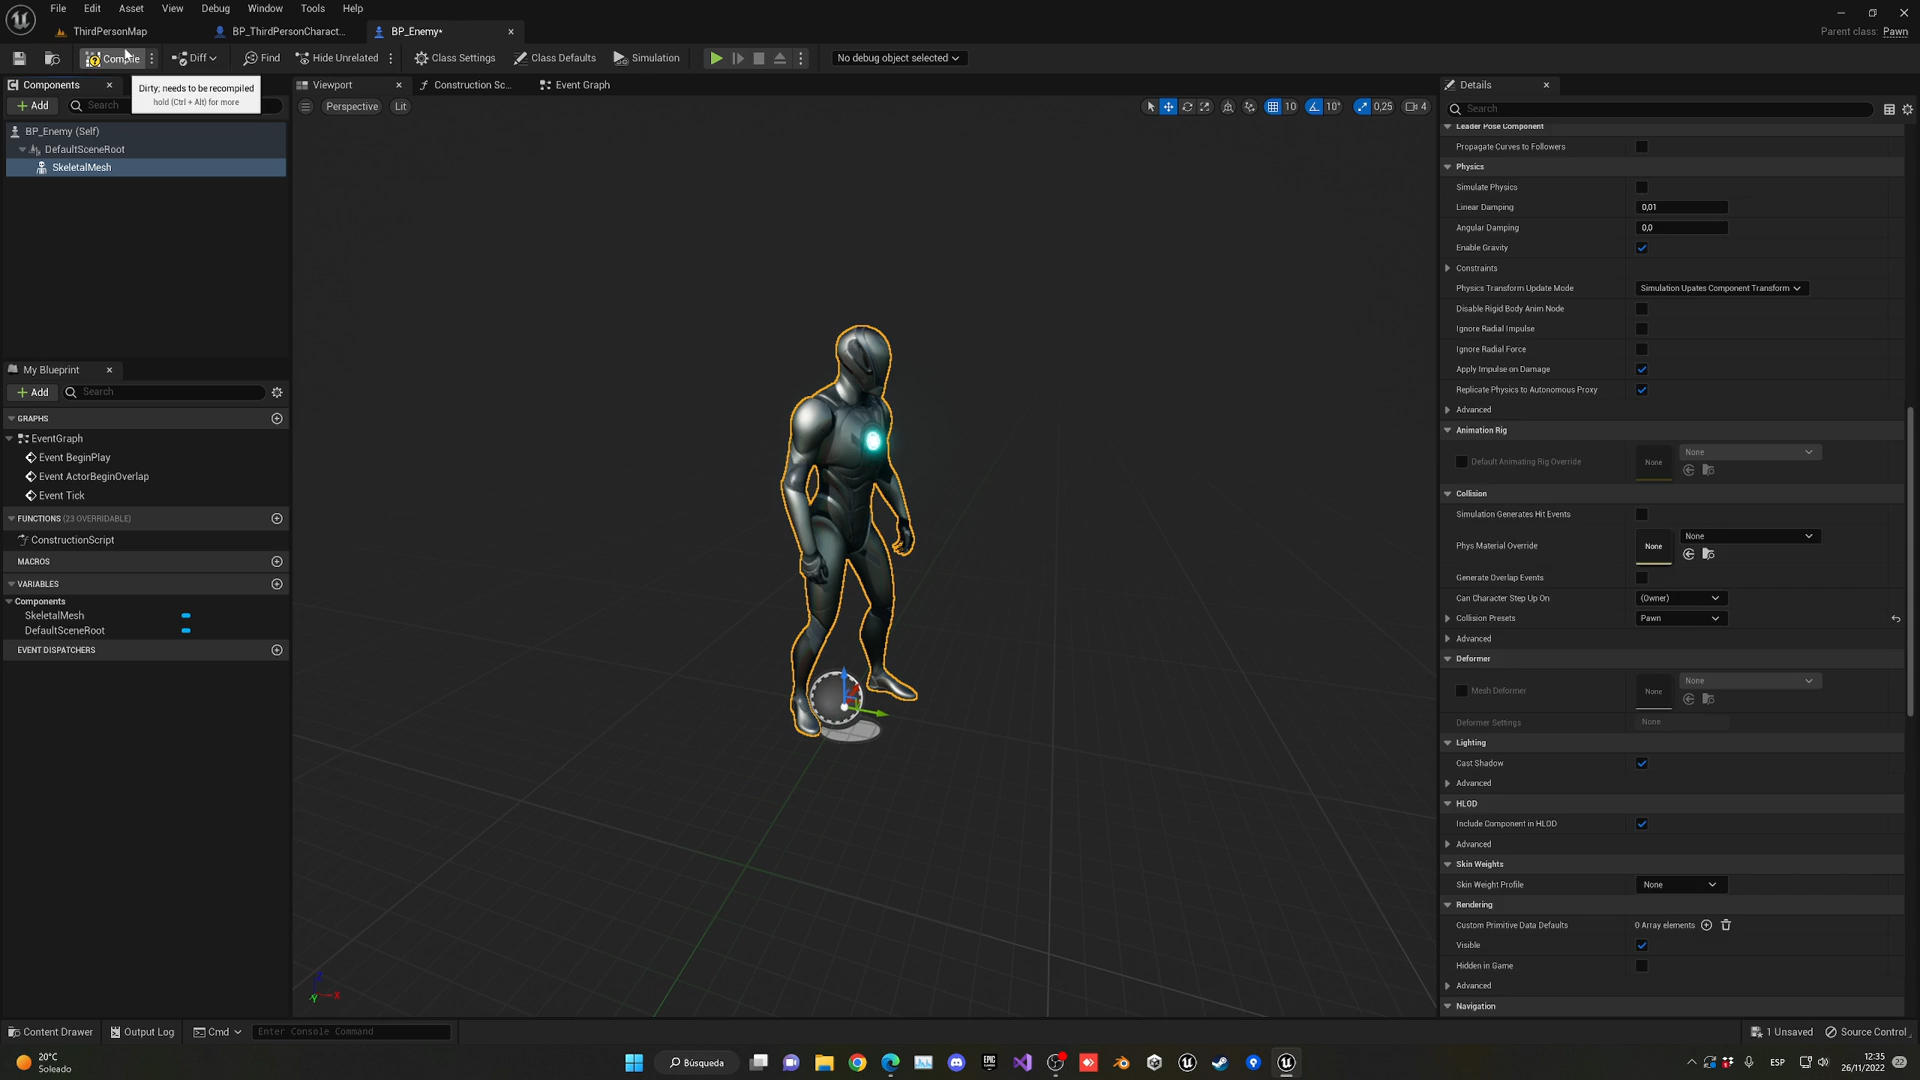 File Edit Asset View Debug Window Tools Help
ThirdPersonMap
BP_ThirdPersonCharact...
BP_Enemy*
Parent class: Pawn
Compile
Diff
Find
Hide Unrelated
Class Settings
Class Defaults
Simulation
No debug object selected
Dirty; needs to be recompiled
hold (Ctrl + Alt) for more
Components
Add
Search
BP_Enemy (Self)
DefaultSceneRoot
SkeletalMesh
My Blueprint
Add
Search
GRAPHS
EventGraph
Event BeginPlay
Event ActorBeginOverlap
Event Tick
FUNCTIONS (23 OVERRIDABLE)
ConstructionScript
MACROS
VARIABLES
Components
SkeletalMesh
DefaultSceneRoot
EVENT DISPATCHERS
Viewport
Construction Sc...
Event Graph
Perspective
Lit
10
10°
0,25
4
X
Y
Details
Search
Leader Pose Component
Propagate Curves to Followers
Physics
Simulate Physics
Linear Damping 0,01
Angular Damping 0,0
Enable Gravity
Constraints
Physics Transform Update Mode Simulation Upates Component Transform
Disable Rigid Body Anim Node
Ignore Radial Impulse
Ignore Radial Force
Apply Impulse on Damage
Replicate Physics to Autonomous Proxy
Advanced
Animation Rig
Default Animating Rig Override None None
Collision
Simulation Generates Hit Events
Phys Material Override None None
Generate Overlap Events
Can Character Step Up On (Owner)
Collision Presets Pawn
Advanced
Deformer
Mesh Deformer None None
Deformer Settings None
Lighting
Cast Shadow
Advanced
HLOD
Include Component in HLOD
Advanced
Skin Weights
Skin Weight Profile None
Rendering
Custom Primitive Data Defaults 0 Array elements
Visible
Hidden in Game
Advanced
Navigation
Content Drawer
Output Log
Cmd
Enter Console Command
1 Unsaved
Source Control
20°C
Soleado
Búsqueda
EPIC
ESP
12:35
26/11/2022
22